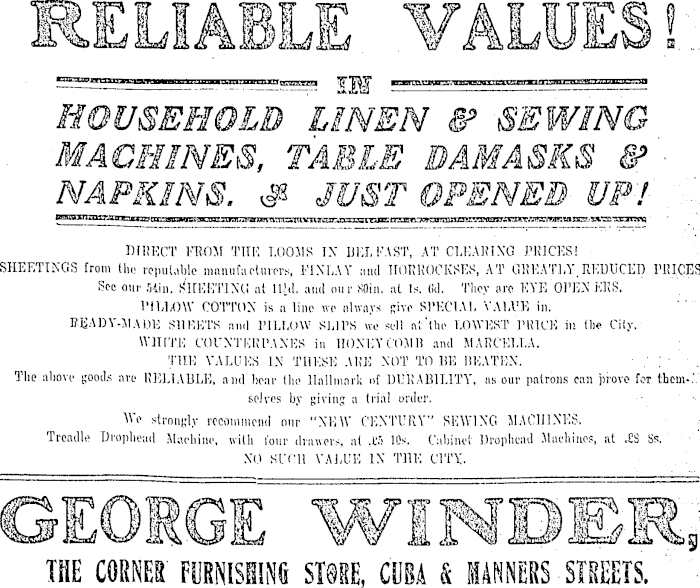 RELIABLE VALUES!
IN
HOUSEHOLD LINEN & SEWING
MACHINES, TABLE DAMASKS &
NAPKINS. & JUST OPENED UP!
DIRECT FROM THE LOOMS IN BELFAST, AT CLEARING PRICES!
SHEETINGS from the reputable manufacturers, FINLAY and HORROCKSES, AT GREATLY REDUCED PRICES
See our 54in. SHEETING at 11½d. and our 80in. at 1s. 6d. They are EYE OPENERS.
PILLOW COTTON is a line we always give SPECIAL VALUE in.
READY-MADE SHEETS and PILLOW SLIPS we sell at the LOWEST PRICE in the City.
WHITE COUNTERPANES in HONEYCOMB and MARCELLA.
THE VALUES IN THESE ARE NOT TO BE BEATEN.
The above goods are RELIABLE, and bear the Hallmark of DURABILITY, as our patrons can prove for them-
selves by giving a trial order.
We strongly recommend our "NEW CENTURY" SEWING MACHINES.
Treadle Drophead Machine, with four drawers, at £5 10s. Cabinet Drophead Machines, at £8 8s.
NO SUCH VALUE IN THE CITY.
GEORGE WINDER,
THE CORNER FURNISHING STORE, CUBA & MANNERS STREETS.